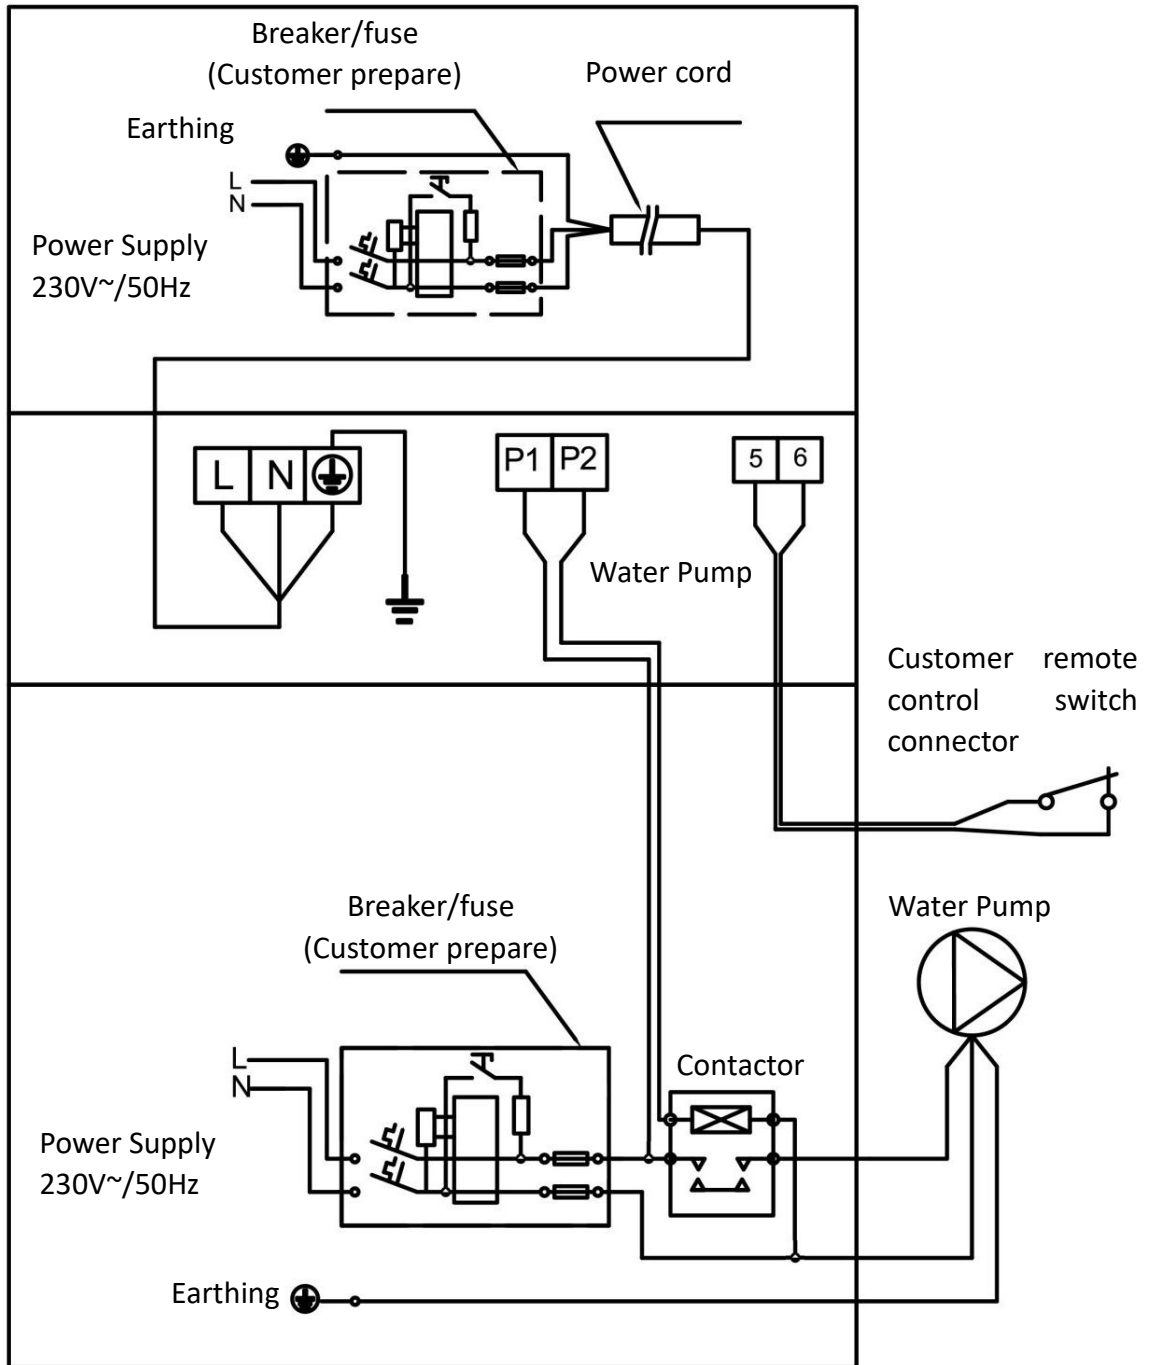 Breaker/fuse
(Customer prepare)
Power cord
Earthing
L
N
Power Supply
230V~/50Hz
L N
P1 P2
5 6
Water Pump
Customer remote
control switch
connector
Breaker/fuse
(Customer prepare)
Water Pump
L
N
Contactor
Power Supply
230V~/50Hz
Earthing